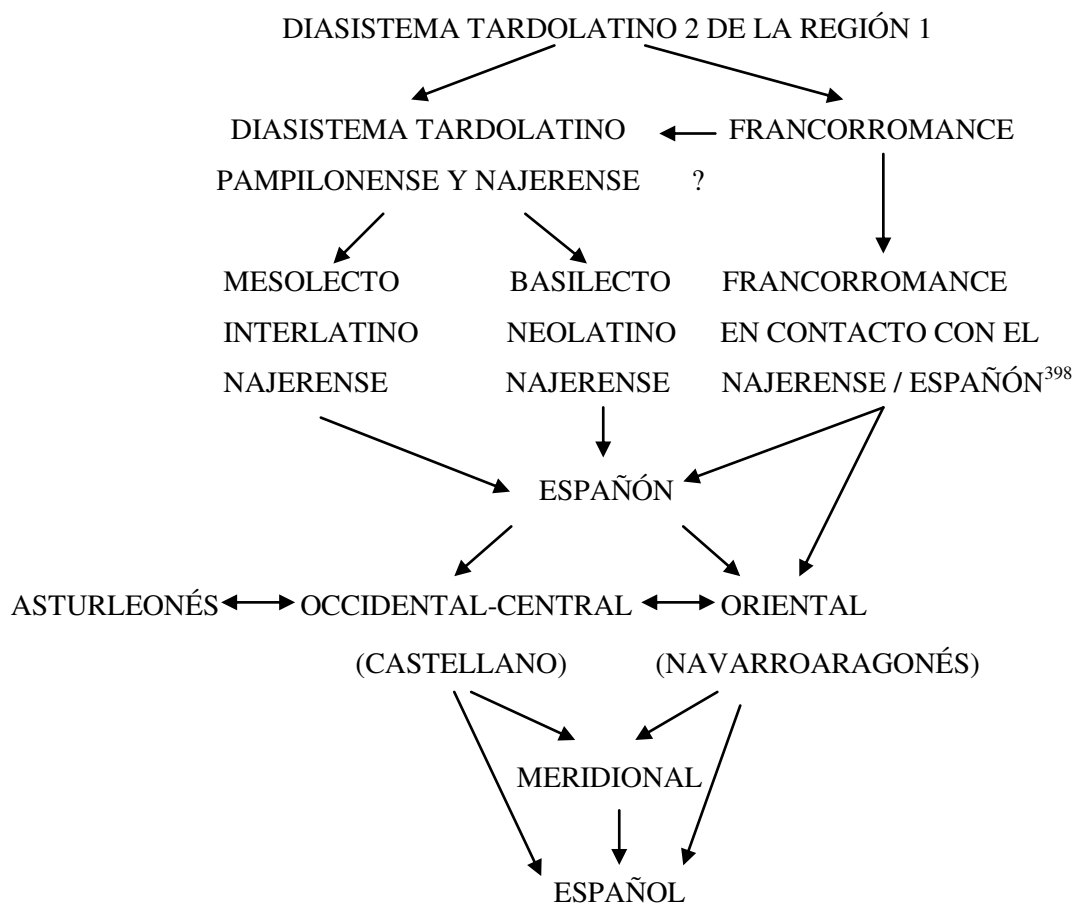 DIASISTEMA TARDOLATINO 2 DE LA REGIÓN 1
DIASISTEMA TARDOLATINO FRANCORROMANCE
PAMPILONENSE Y NAJERENSE ?
MESOLECTO BASILECTO FRANCORROMANCE
INTERLATINO NEOLATINO EN CONTACTO CON EL
NAJERENSE NAJERENSE NAJERENSE / ESPAÑÓN398
ESPAÑÓN
ASTURLEONÉS OCCIDENTAL-CENTRAL ORIENTAL
(CASTELLANO) (NAVARROARAGONÉS)
MERIDIONAL
ESPAÑOL